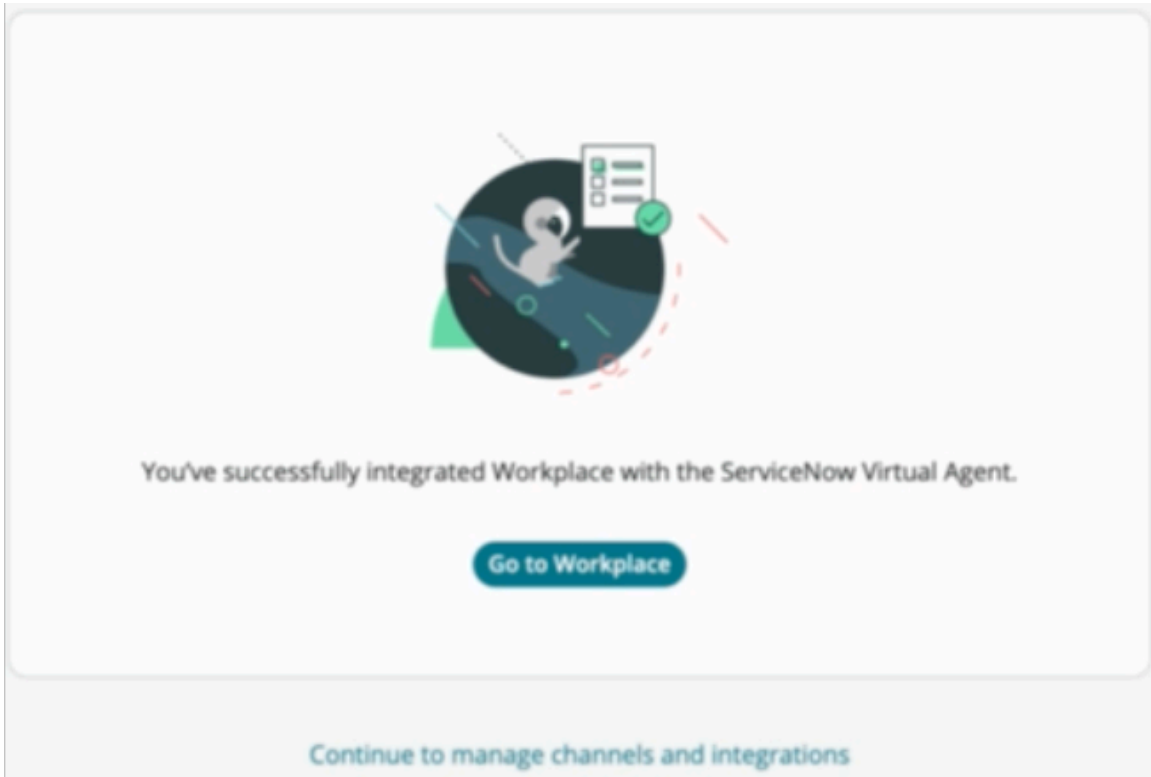 You've successfully integrated Workplace with the ServiceNow Virtual Agent.
Go to Workplace
Continue to manage channels and integrations